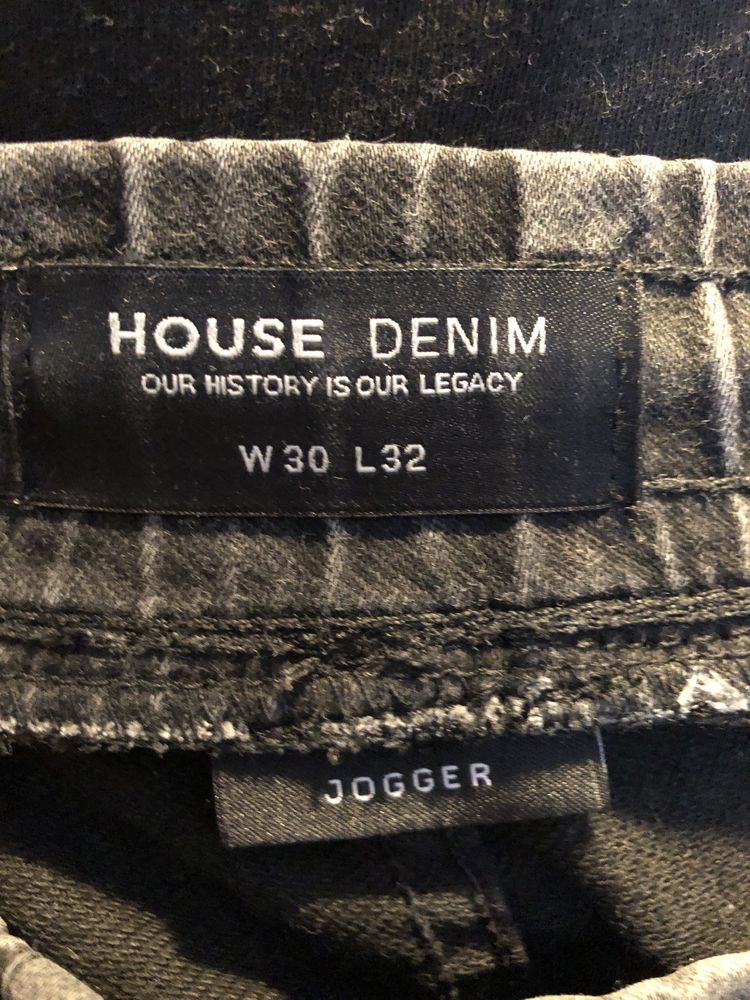 HOUSE DENIM
OUR HISTORY IS OUR LEGACY
W30 L32
JOGGER